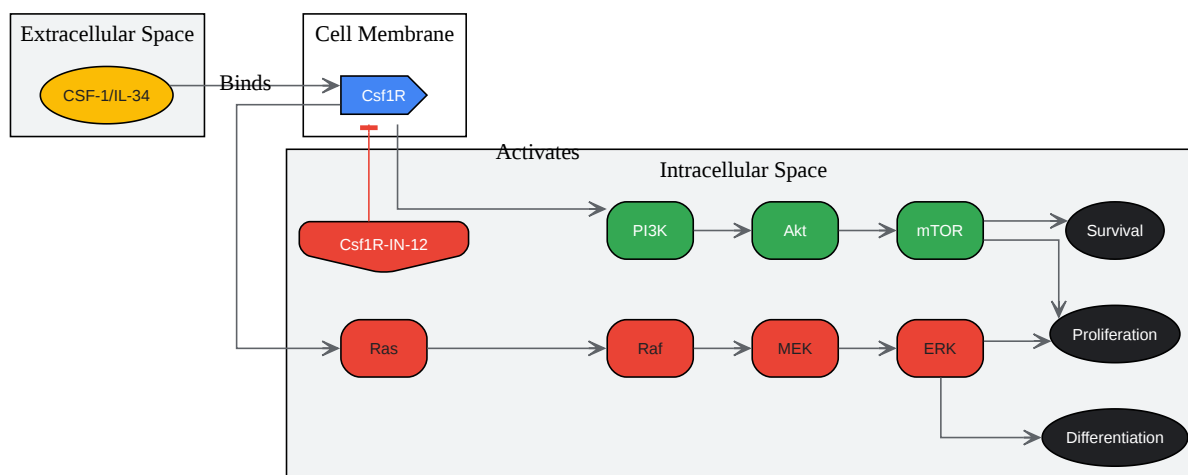 Extracellular Space
Cell Membrane
CSF-1/IL-34
Binds
Csf1R
Activates
Intracellular Space
Csf1R-IN-12
PI3K
Akt
mTOR
Survival
Ras
Raf
MEK
ERK
Proliferation
Differentiation